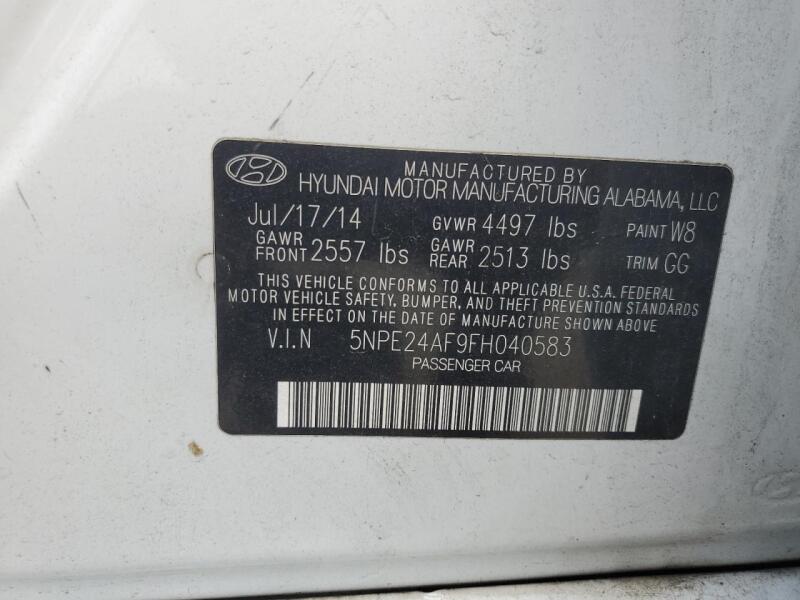 MANUFACTURED BY
HYUNDAI MOTOR MANUFACTURING ALABAMA, LLC
Jul/17/14 GVWR 4497 lbs PAINT W8
GAWR FRONT 2557 lbs GAWR REAR 2513 lbs TRIM GG
THIS VEHICLE CONFORMS TO ALL APPLICABLE U.S.A. FEDERAL
MOTOR VEHICLE SAFETY, BUMPER, AND THEFT PREVENTION STANDARDS
IN EFFECT ON THE DATE OF MANUFACTURE SHOWN ABOVE
V.I.N 5NPE24AF9FH040583
PASSENGER CAR